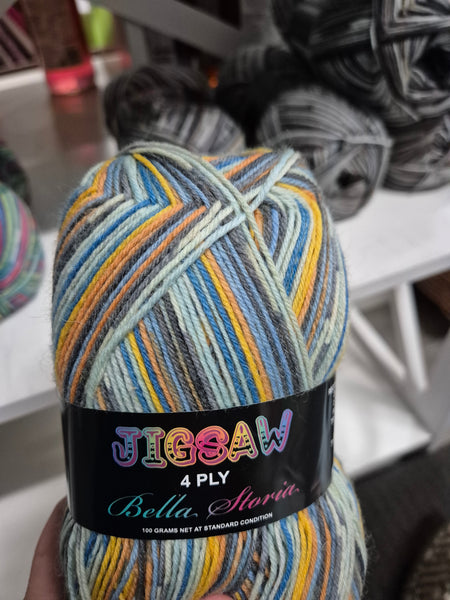 JIGSAW
4 PLY
Bella Storia
100 GRAMS NET AT STANDARD CONDITION